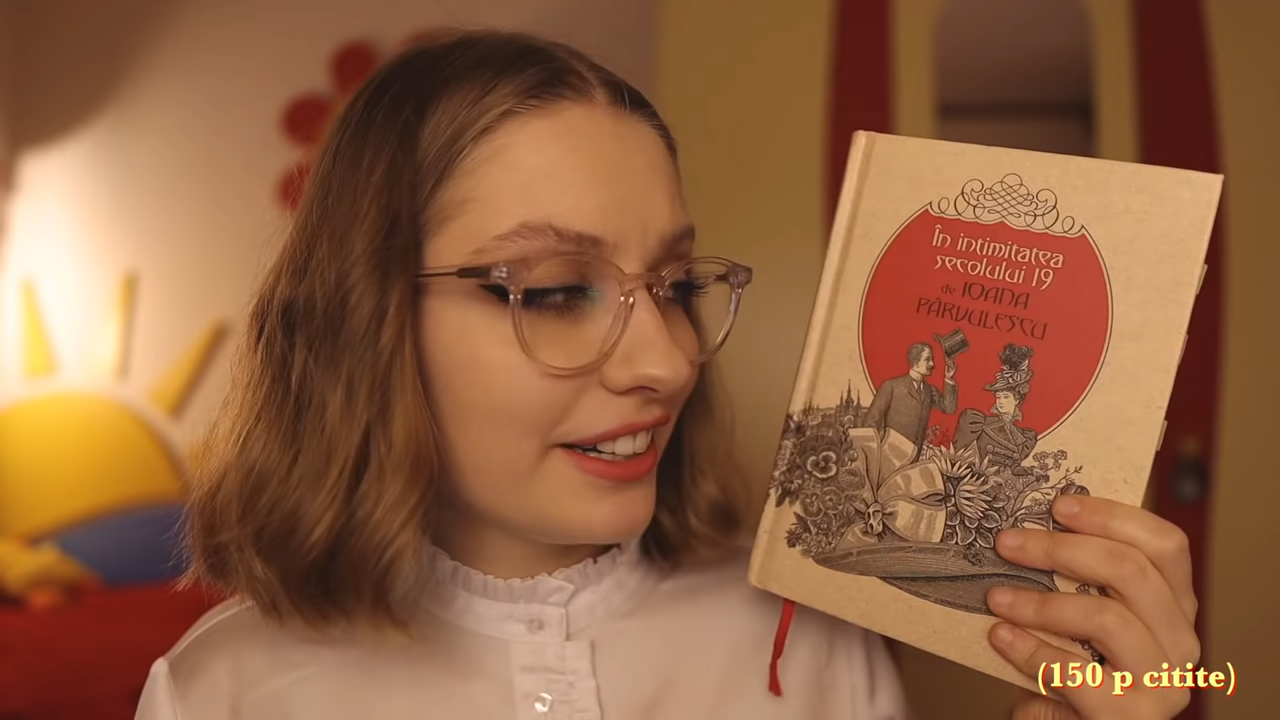 În intimitatea
secolului 19
de IOANA
PÂRVULESCU
(150 p citite)